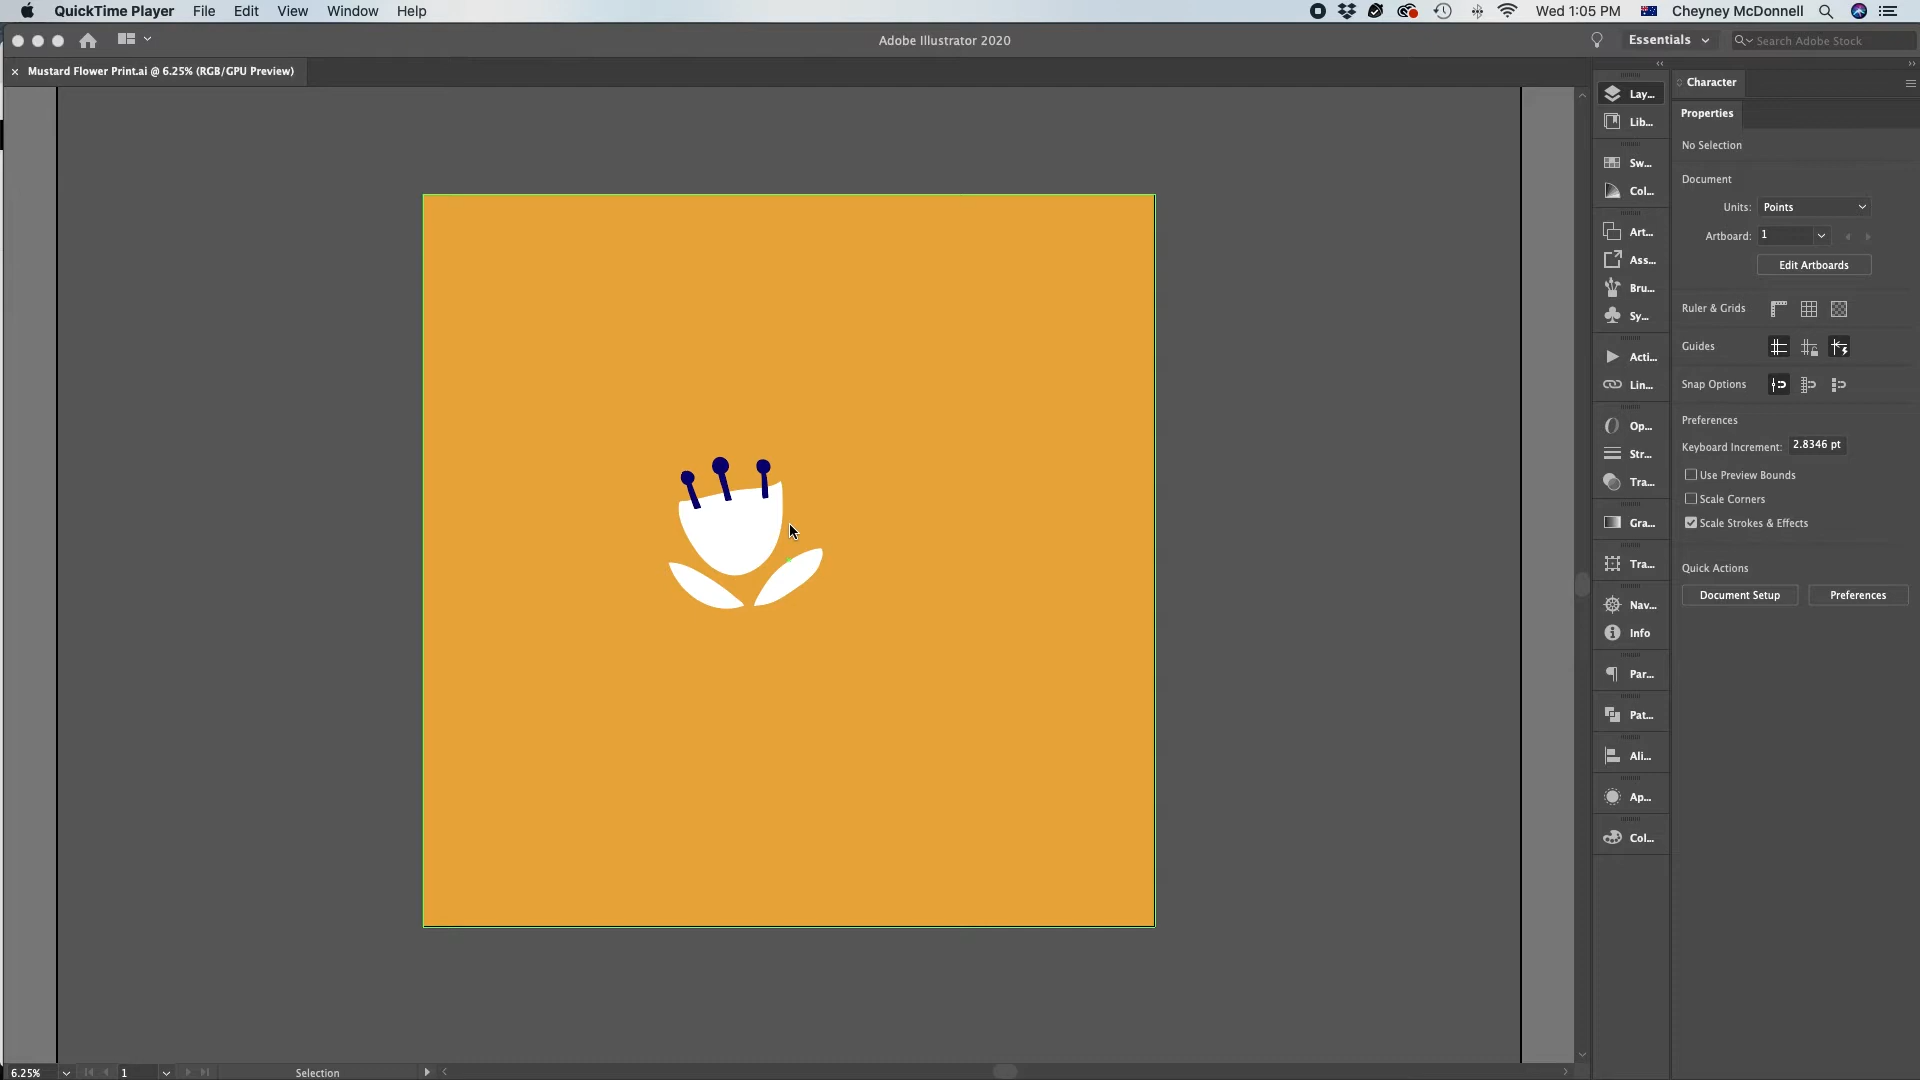 QuickTime Player File Edit View Window Help Wed 1:05 PM Cheyney McDonnell
Adobe Illustrator 2020 Essentials Search Adobe Stock
Mustard Flower Print.ai @ 6.25% (RGB/GPU Preview)
Lay...
Lib...
Sw...
Col...
Art...
Ass...
Bru...
Sy...
Acti...
Lin...
Op...
Str...
Tra...
Gra...
Tra...
Nav...
Info
Par...
Pat...
Ali...
Ap...
Col...
Character
Properties
No Selection
Document
Units: Points
Artboard: 1
Edit Artboards
Ruler & Grids
Guides
Snap Options
Preferences
Keyboard Increment: 2.8346 pt
Use Preview Bounds
Scale Corners
Scale Strokes & Effects
Quick Actions
Document Setup Preferences
6.25% 1 Selection